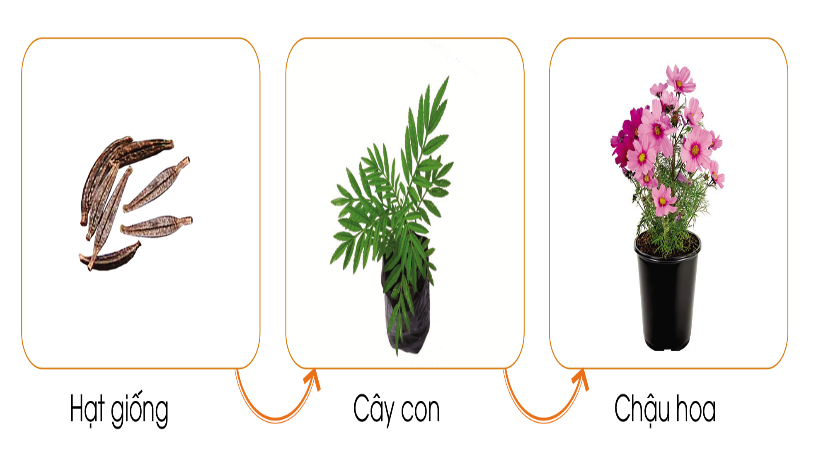 Hạt giống
Cây con
Chậu hoa